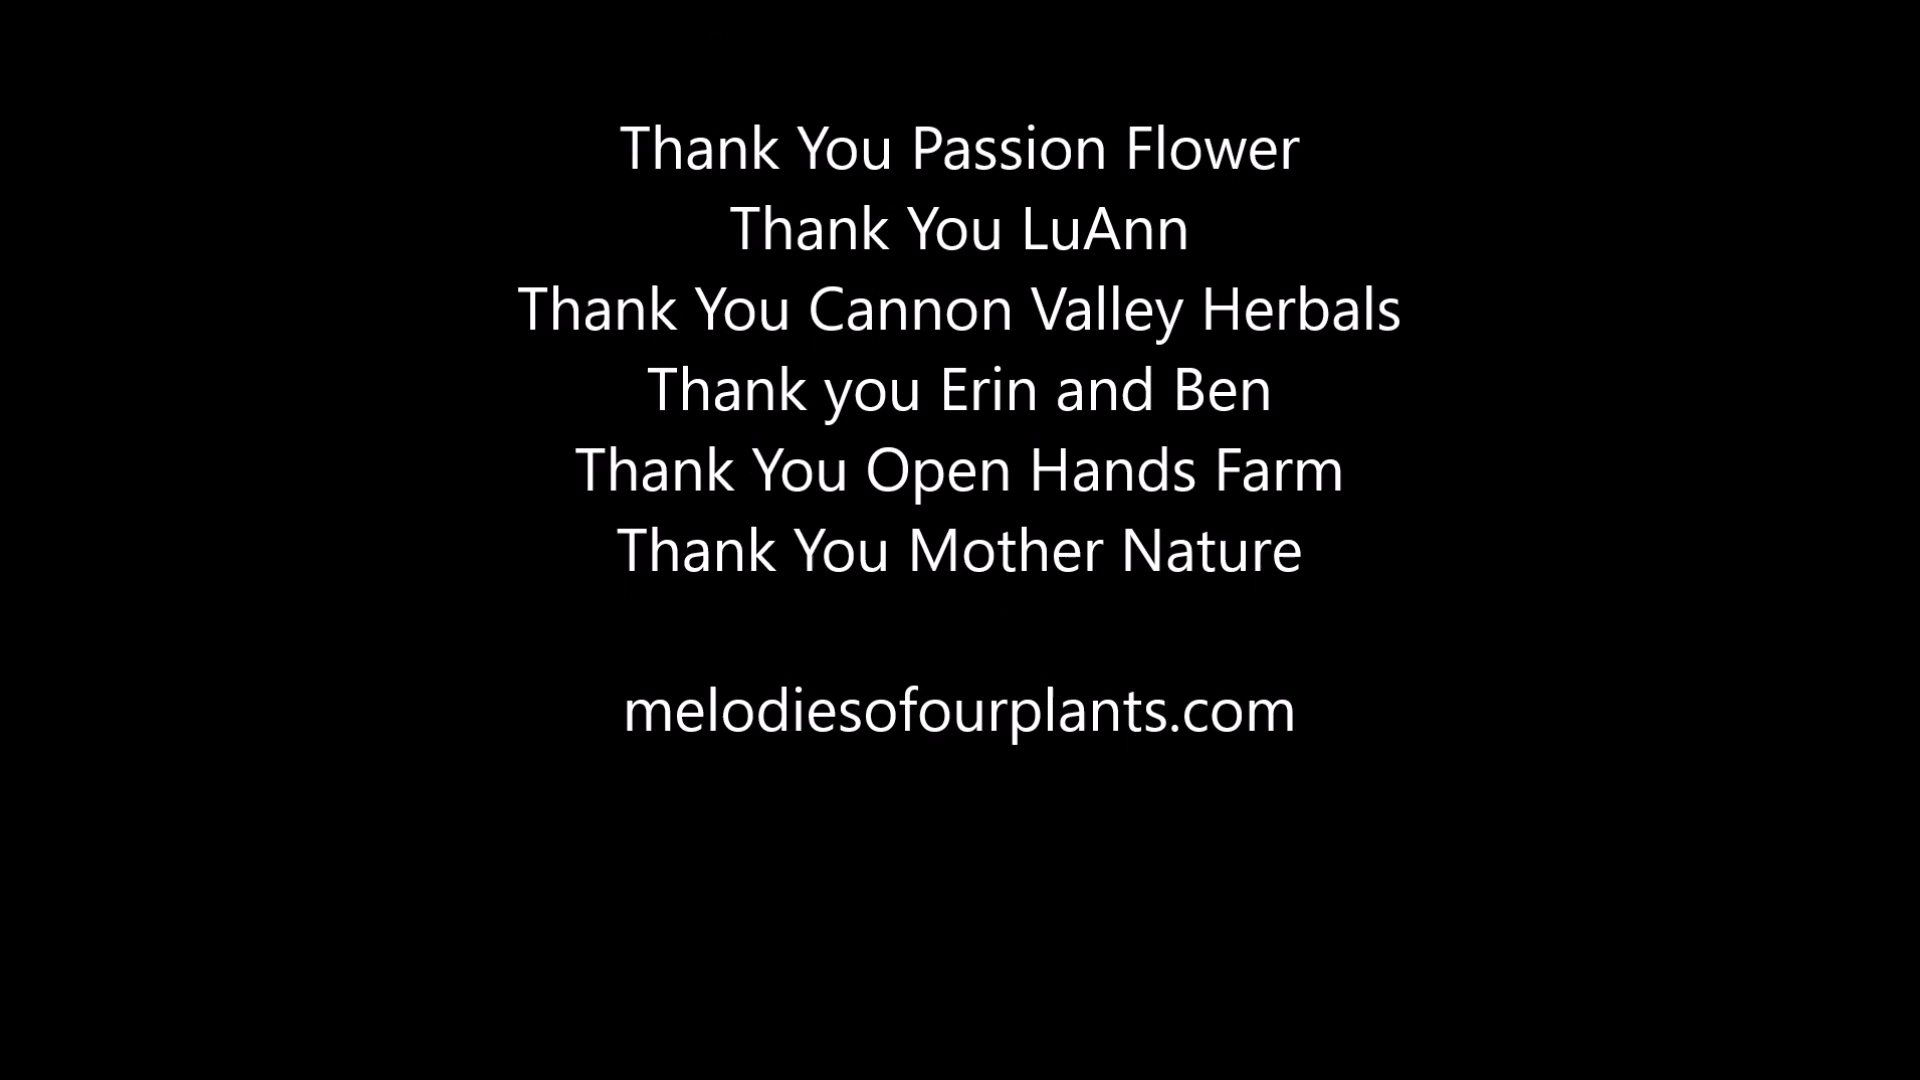 Thank You Passion Flower
Thank You LuAnn
Thank You Cannon Valley Herbals
Thank you Erin and Ben
Thank You Open Hands Farm
Thank You Mother Nature
melodiesofourplants.com